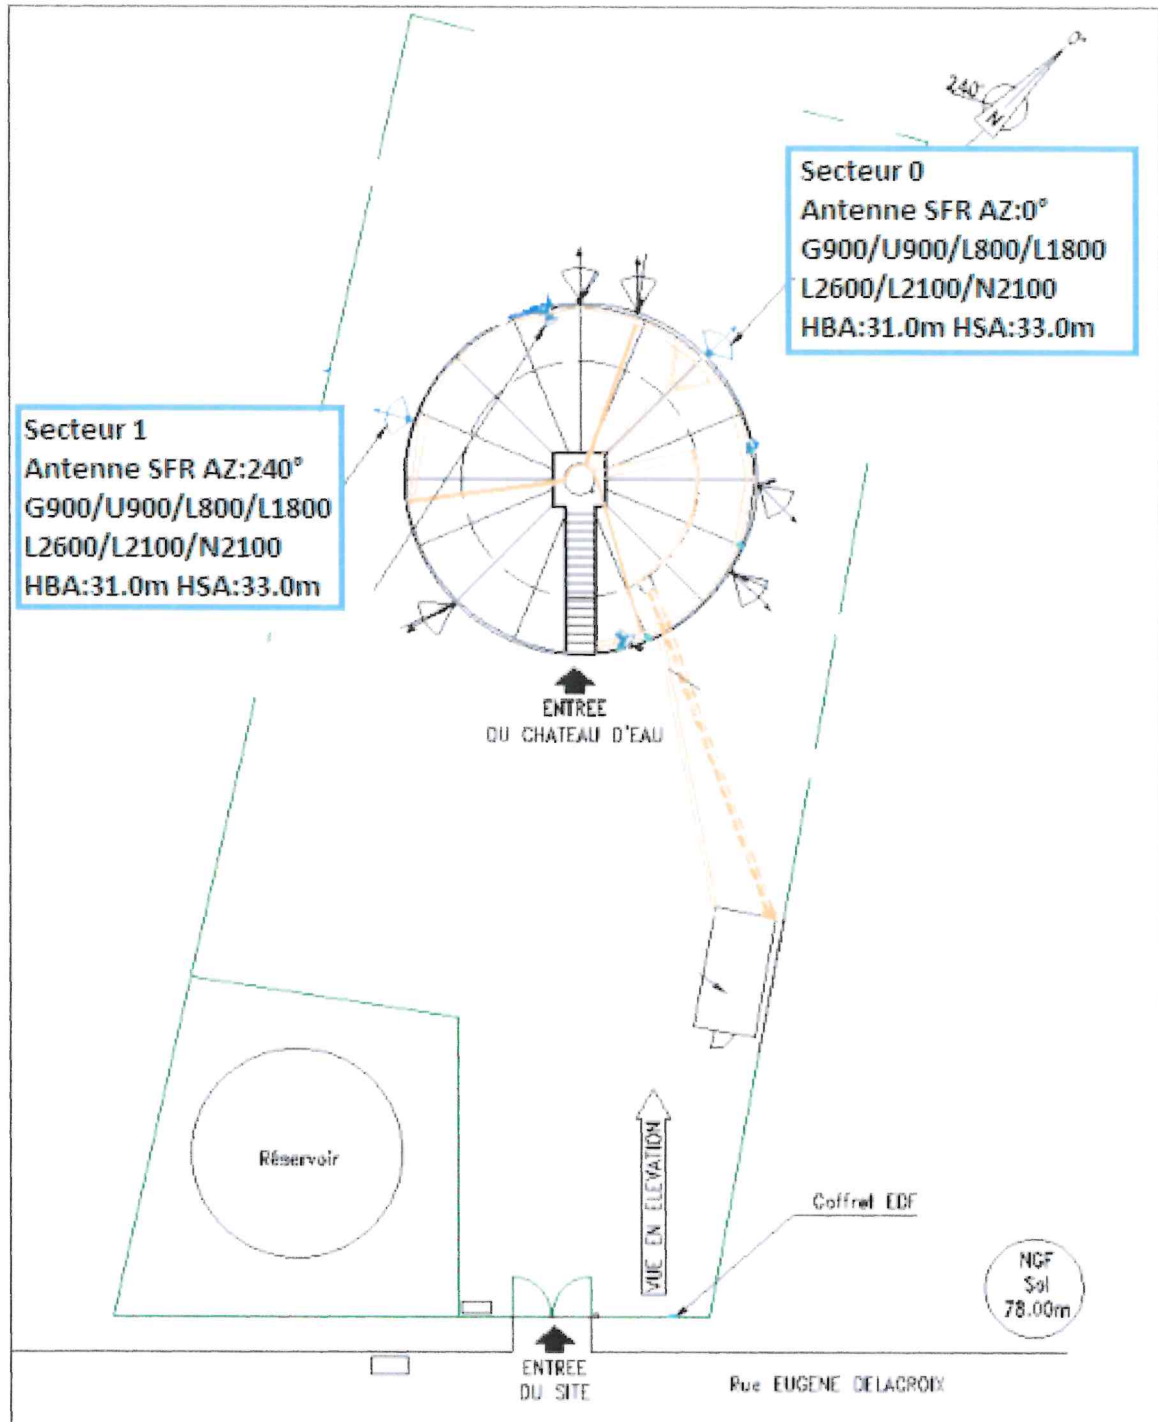 240°
0°
N
Secteur 0
Antenne SFR AZ:0°
G900/U900/L800/L1800
L2600/L2100/N2100
HBA:31.0m HSA:33.0m
Secteur 1
Antenne SFR AZ:240°
G900/U900/L800/L1800
L2600/L2100/N2100
HBA:31.0m HSA:33.0m
ENTREE
DU CHATEAU D'EAU
Réservoir
VUE EN ELEVATION
Coffret EDF
NGF
Sol
78.00m
ENTREE
DU SITE
Rue EUGENE DELACROIX